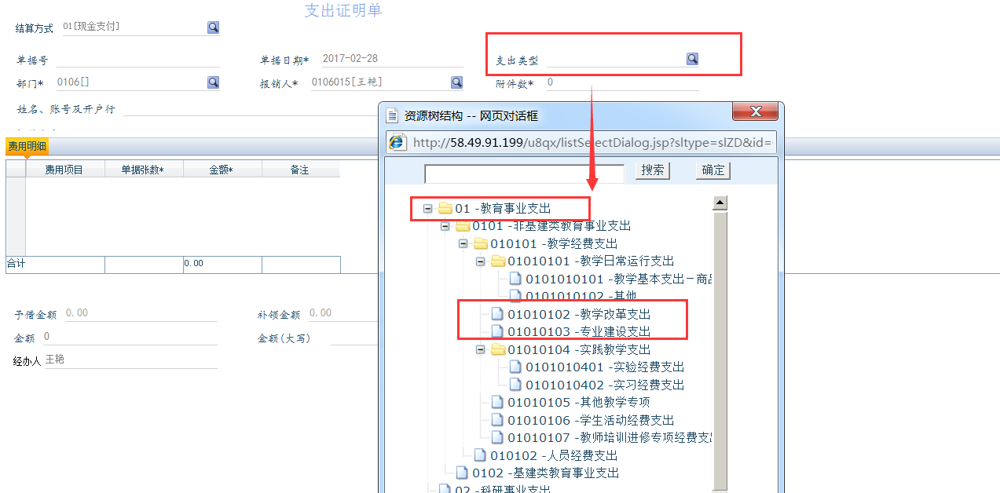 支出证明单
结算方式 01[现金支付]
单据号 单据日期* 2017-02-28 支出类型
部门* 0106[] 报销人* 0106015[王艳] 附件数* 0
姓名、账号及开户行
费用明细
费用项目 单据张数* 金额* 备注
合计 0.00
予借金额 0.00 补领金额 0.00
金额 0 金额(大写)
经办人 王艳
资源树结构 -- 网页对话框
http://58.49.91.199/u8qx/listSelectDialog.jsp?sltype=slZD&id=
搜索 确定
01 -教育事业支出
0101 -非基建类教育事业支出
010101 -教学经费支出
01010101 -教学日常运行支出
0101010101 -教学基本支出－商品
0101010102 -其他
01010102 -教学改革支出
01010103 -专业建设支出
01010104 -实践教学支出
0101010401 -实验经费支出
0101010402 -实习经费支出
01010105 -其他教学专项
01010106 -学生活动经费支出
01010107 -教师培训进修专项经费支出
010102 -人员经费支出
0102 -基建类教育事业支出
02 -科研事业支出